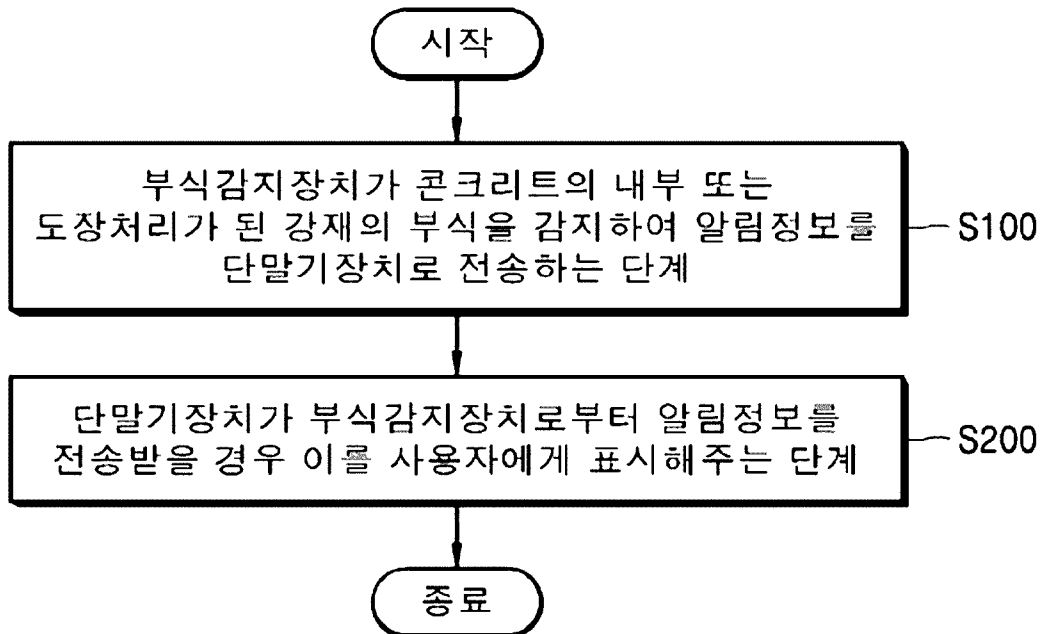 시작
부식감지장치가 콘크리트의 내부 또는
도장처리가 된 강재의 부식율을 감지하여 알림정보를
단말기장치로 전송하는 단계
S100
단말기장치가 부식감지장치로부터 알림정보를
전송받을 경우 이를 사용자에게 표시해주는 단계
S200
종료